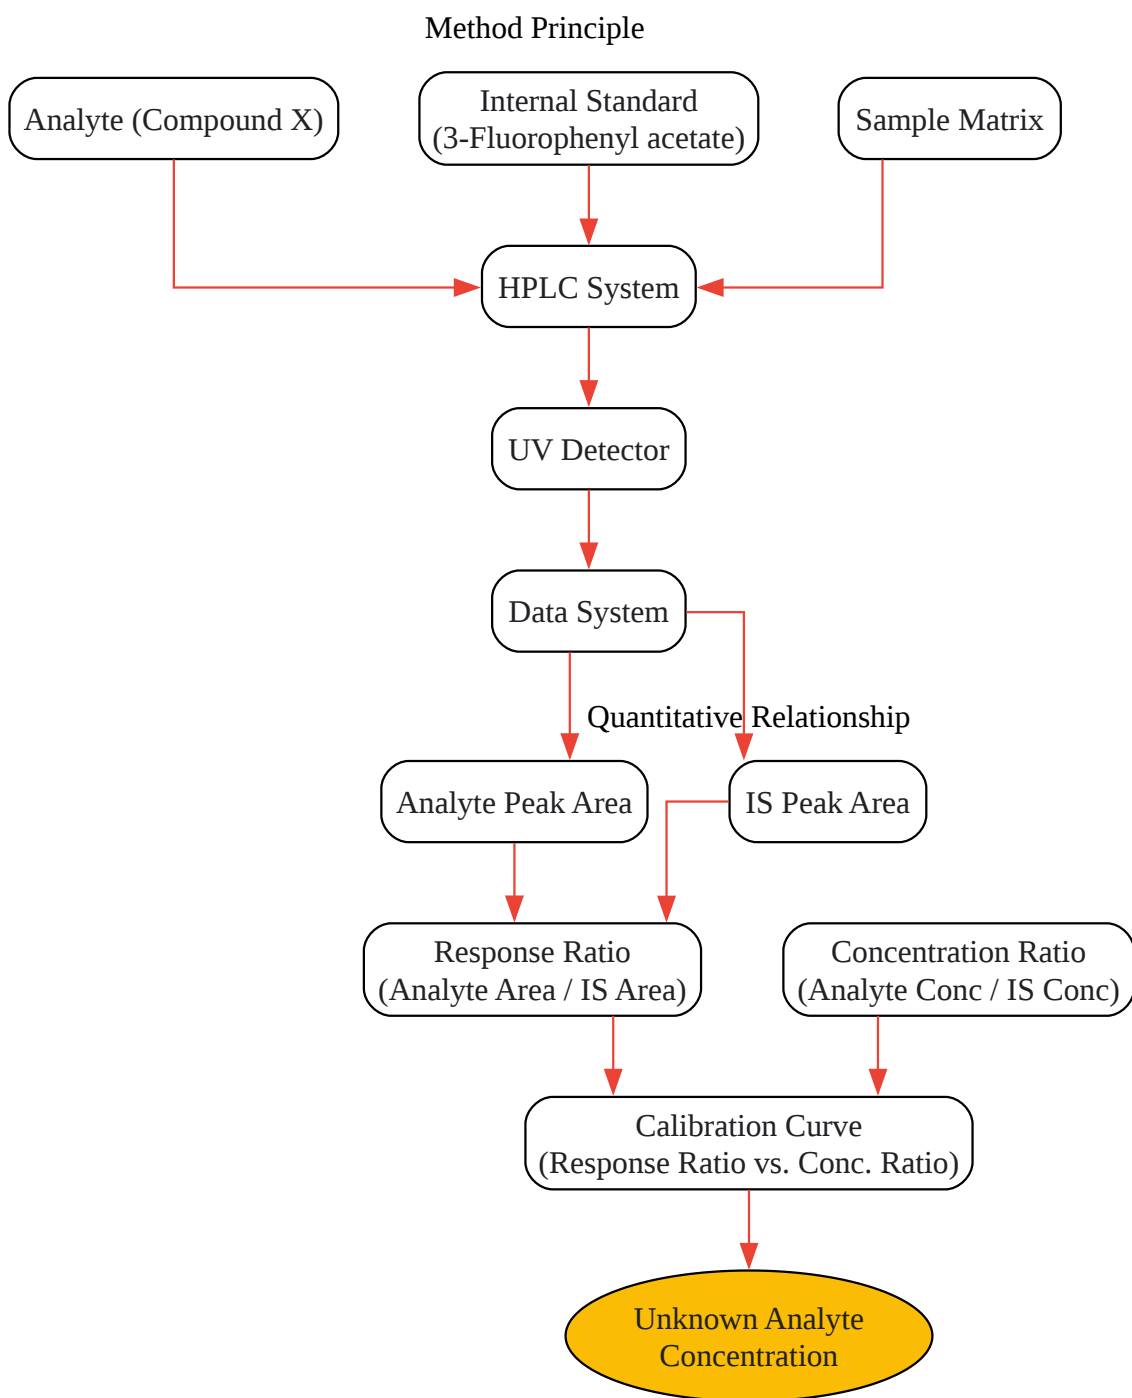 Method Principle
Analyte (Compound X)
Internal Standard
(3-Fluorophenyl acetate)
Sample Matrix
HPLC System
UV Detector
Data System
Quantitative Relationship
Analyte Peak Area
IS Peak Area
Response Ratio
(Analyte Area / IS Area)
Concentration Ratio
(Analyte Conc / IS Conc)
Calibration Curve
(Response Ratio vs. Conc. Ratio)
Unknown Analyte
Concentration